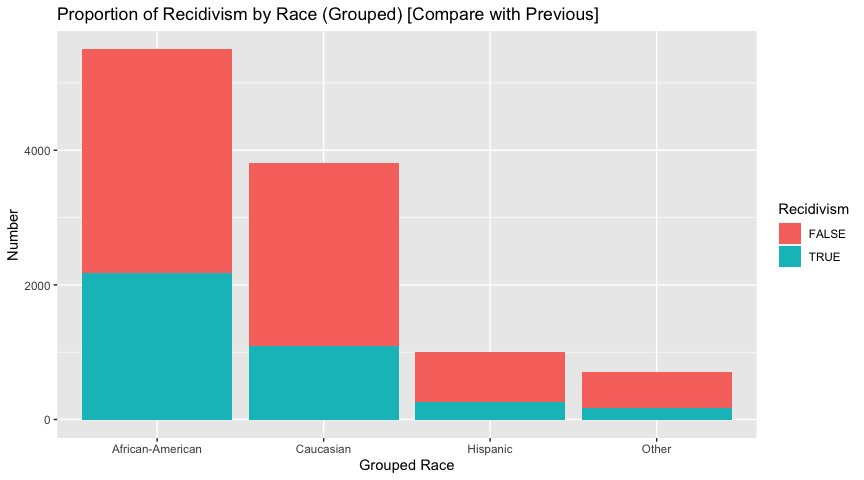 Proportion of Recidivism by Race (Grouped) [Compare with Previous]
Number
4000
2000
0
African-American
Caucasian
Hispanic
Other
Grouped Race
Recidivism
FALSE
TRUE